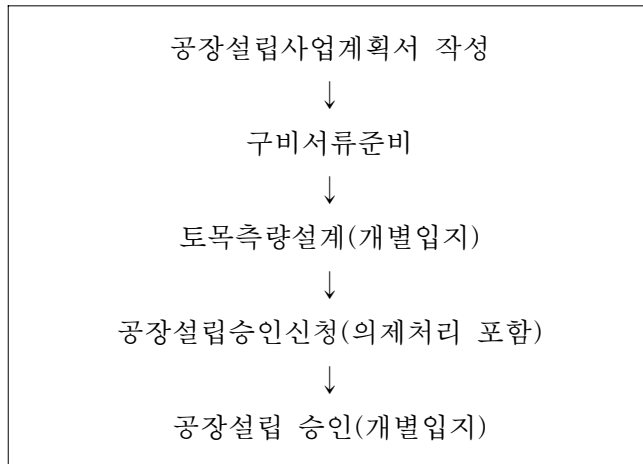 공장설립사업계획서 작성
↓
구비서류준비
↓
토목측량설계(개별입지)
↓
공장설립승인신청(의제처리 포함)
↓
공장설립 승인(개별입지)